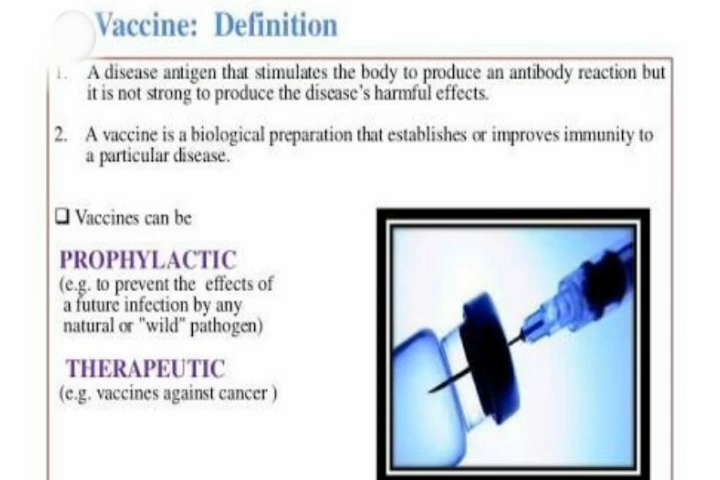 Vaccine: Definition
1. A disease antigen that stimulates the body to produce an antibody reaction but
it is not strong to produce the disease's harmful effects.
2. A vaccine is a biological preparation that establishes or improves immunity to
a particular disease.
❑ Vaccines can be
PROPHYLACTIC
(e.g. to prevent the effects of
a future infection by any
natural or "wild" pathogen)
THERAPEUTIC
(e.g. vaccines against cancer )